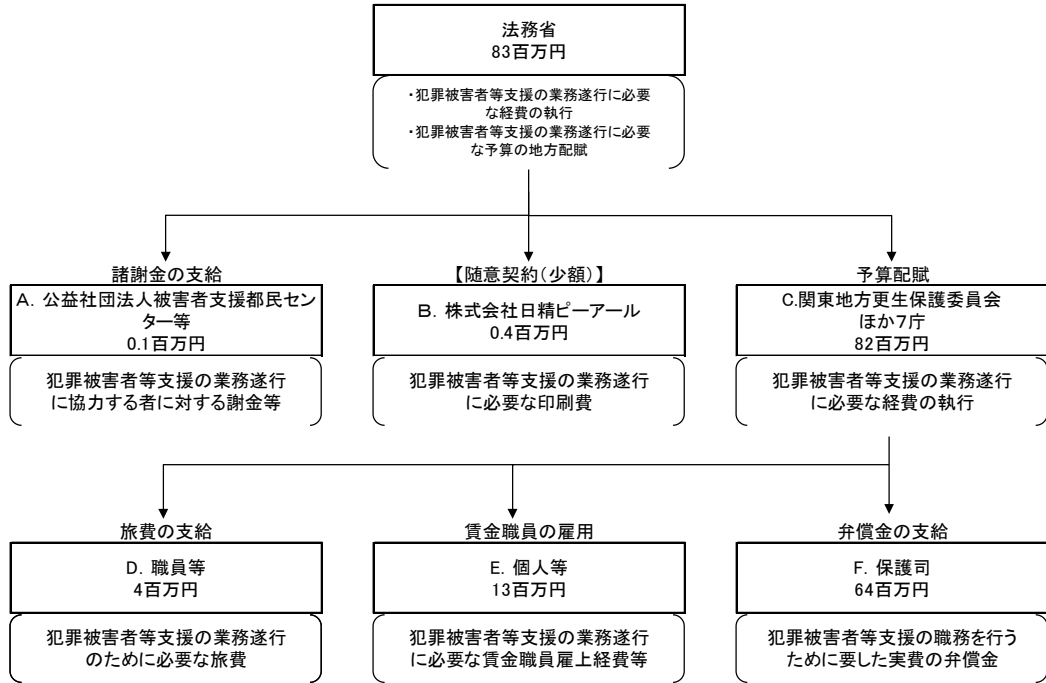 法務省
83百万円
・犯罪被害者等支援の業務遂行に必要
な経費の執行
・犯罪被害者等支援の業務遂行に必要
な予算の地方配賦
諸謝金の支給
【随意契約(少額)】
予算配賦
A. 公益社団法人被害者支援都民セン
ター等
0.1百万円
B. 株式会社日精ピーアール
0.4百万円
C.関東地方更生保護委員会
ほか7庁
82百万円
犯罪被害者等支援の業務遂行
に協力する者に対する謝金等
犯罪被害者等支援の業務遂行
に必要な印刷費
犯罪被害者等支援の業務遂行
に必要な経費の執行
旅費の支給
賃金職員の雇用
弁償金の支給
D. 職員等
4百万円
E. 個人等
13百万円
F. 保護司
64百万円
犯罪被害者等支援の業務遂行
のために必要な旅費
犯罪被害者等支援の業務遂行
に必要な賃金職員雇上経費等
犯罪被害者等支援の職務を行う
ために要した実費の弁償金